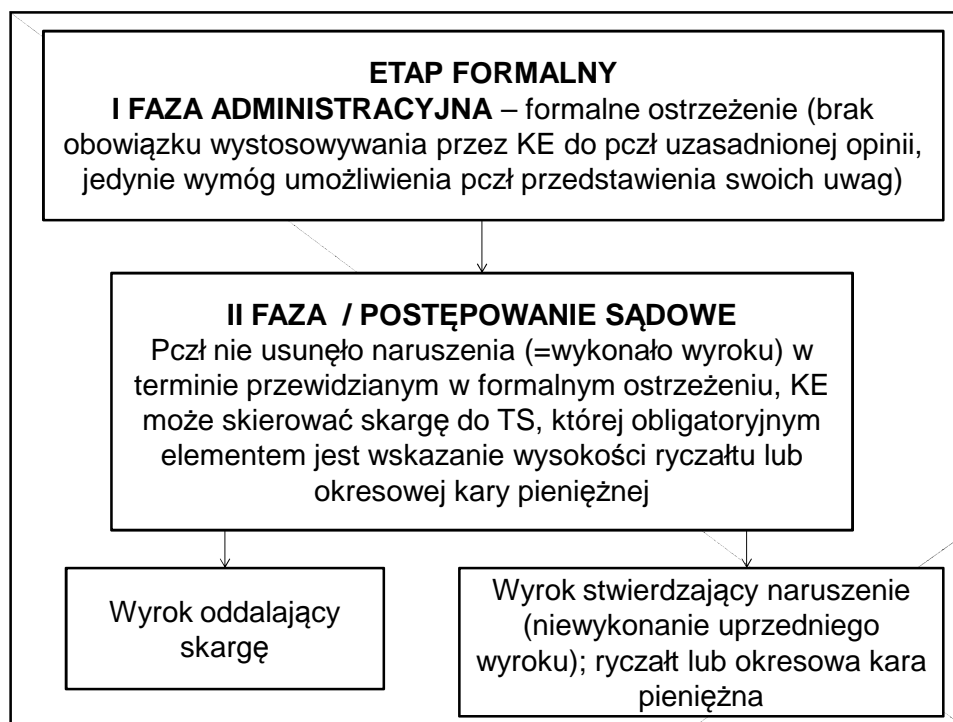 ETAP FORMALNY
I FAZA ADMINISTRACYJNA – formalne ostrzeżenie (brak
obowiązku wystosowywania przez KE do pczł uzasadnionej opinii,
jedynie wymóg umożliwienia pczł przedstawienia swoich uwag)
II FAZA / POSTĘPOWANIE SĄDOWE
Pczł nie usunęło naruszenia (=wykonało wyroku) w
terminie przewidzianym w formalnym ostrzeżeniu, KE
może skierować skargę do TS, której obligatoryjnym
elementem jest wskazanie wysokości ryczałtu lub
okresowej kary pieniężnej
Wyrok oddalający
skargę
Wyrok stwierdzający naruszenie
(niewykonanie uprzedniego
wyroku); ryczałt lub okresowa kara
pieniężna